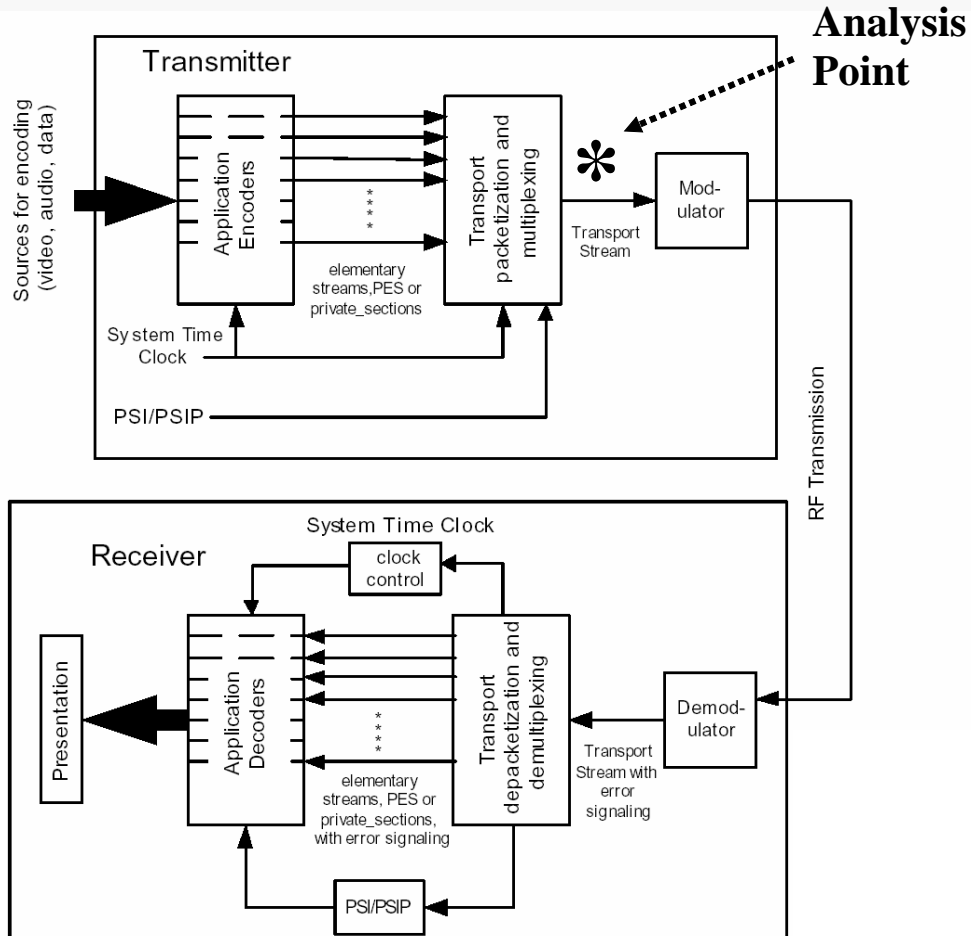 Analysis
Point
Transmitter
Sources for encoding
(video, audio, data)
Application
Encoders
* * * *
elementary
streams,PES or
private_sections
Transport
packetization and
multiplexing
*
Transport
Stream
Mod-
ulator
System Time
Clock
PSI/PSIP
RF Transmission
Receiver
System Time Clock
clock
control
Presentation
Application
Decoders
* * * *
elementary
streams, PES or
private_sections,
with error signaling
Transport
depacketization and
demultiplexing
Transport
Stream with
error
signaling
Demod-
ulator
PSI/PSIP